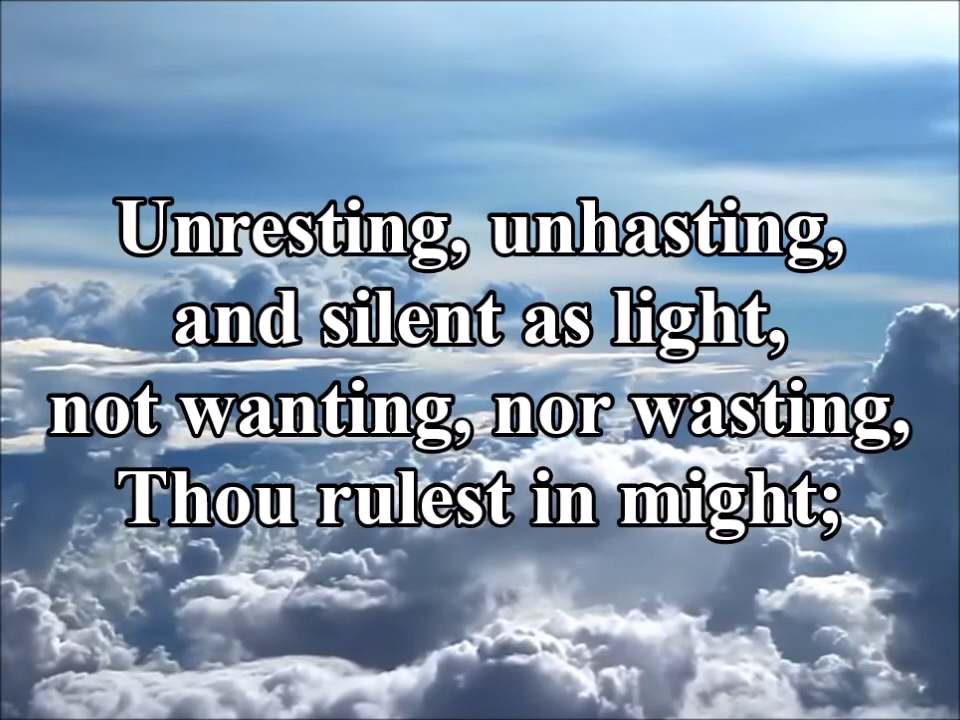 Unresting, unhasting,
and silent as light,
not wanting, nor wasting,
Thou rulest in might;